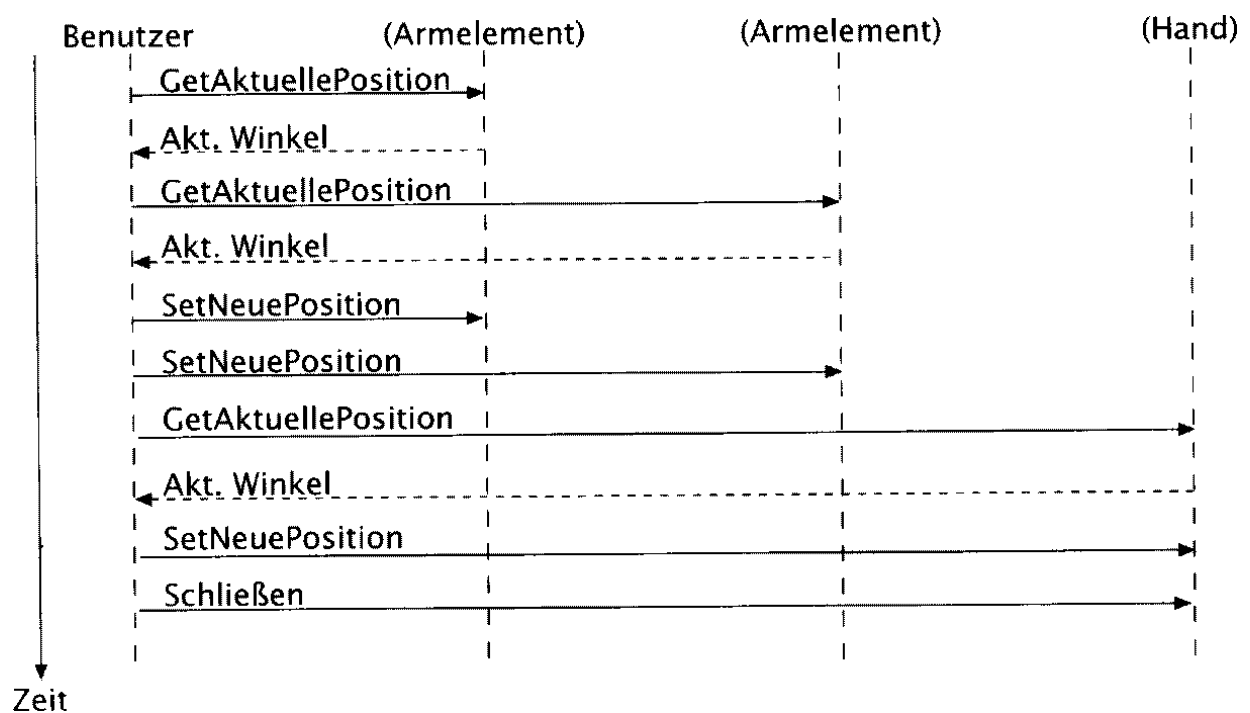 Benutzer (Armelement) (Armelement) (Hand)
GetAktuellePosition
Akt. Winkel
GetAktuellePosition
Akt. Winkel
SetNeuePosition
SetNeuePosition
GetAktuellePosition
Akt. Winkel
SetNeuePosition
Schließen
Zeit